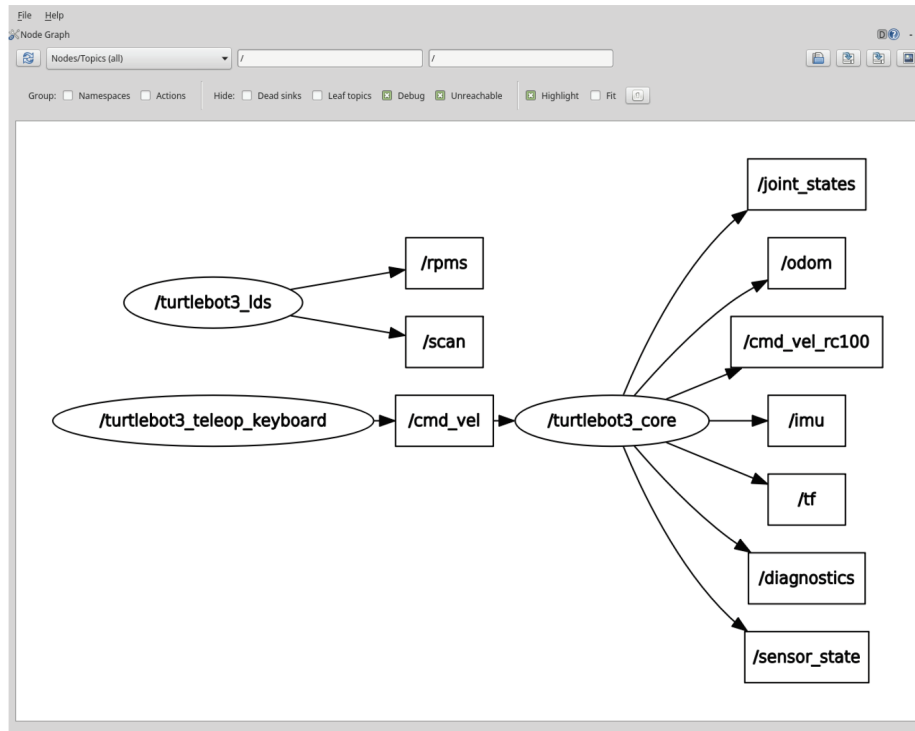 File Help
Node Graph
D ? -
Nodes/Topics (all) / /
Group: Namespaces Actions Hide: Dead sinks Leaf topics Debug Unreachable Highlight Fit
/joint_states
/rpms
/odom
/turtlebot3_lds
/scan
/cmd_vel_rc100
/turtlebot3_teleop_keyboard
/cmd_vel
/turtlebot3_core
/imu
/tf
/diagnostics
/sensor_state